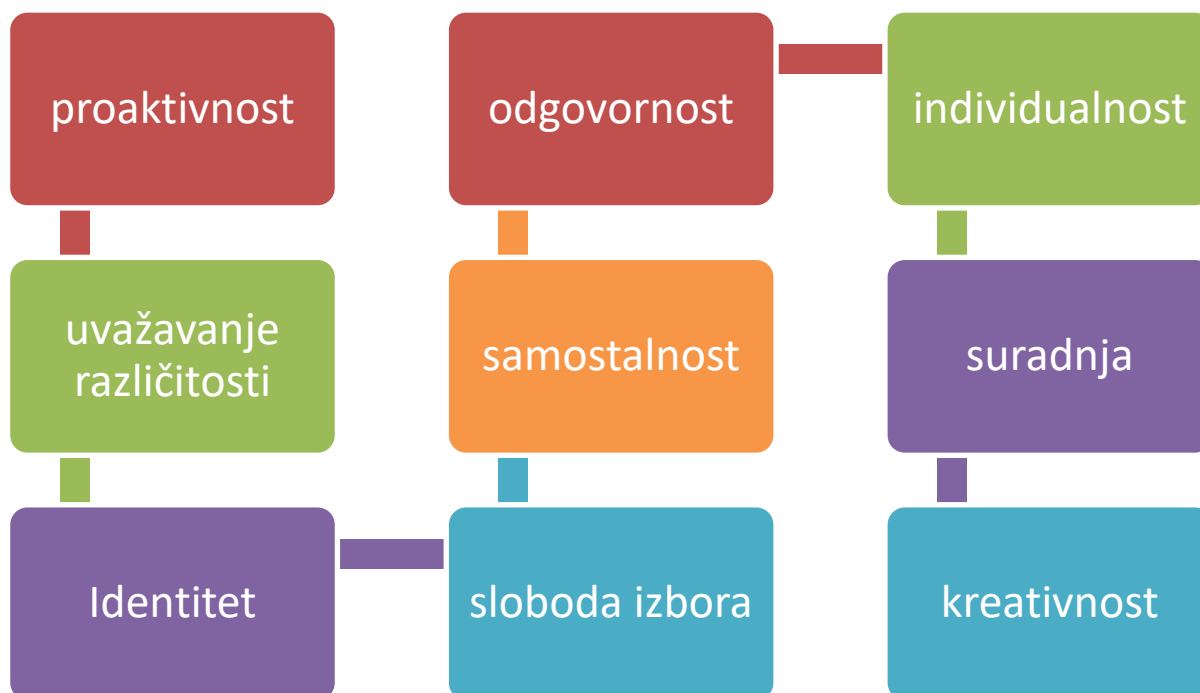 proaktivnost
uvažavanje
različitosti
Identitet
sloboda izbora
samostalnost
odgovornost
individualnost
suradnja
kreativnost